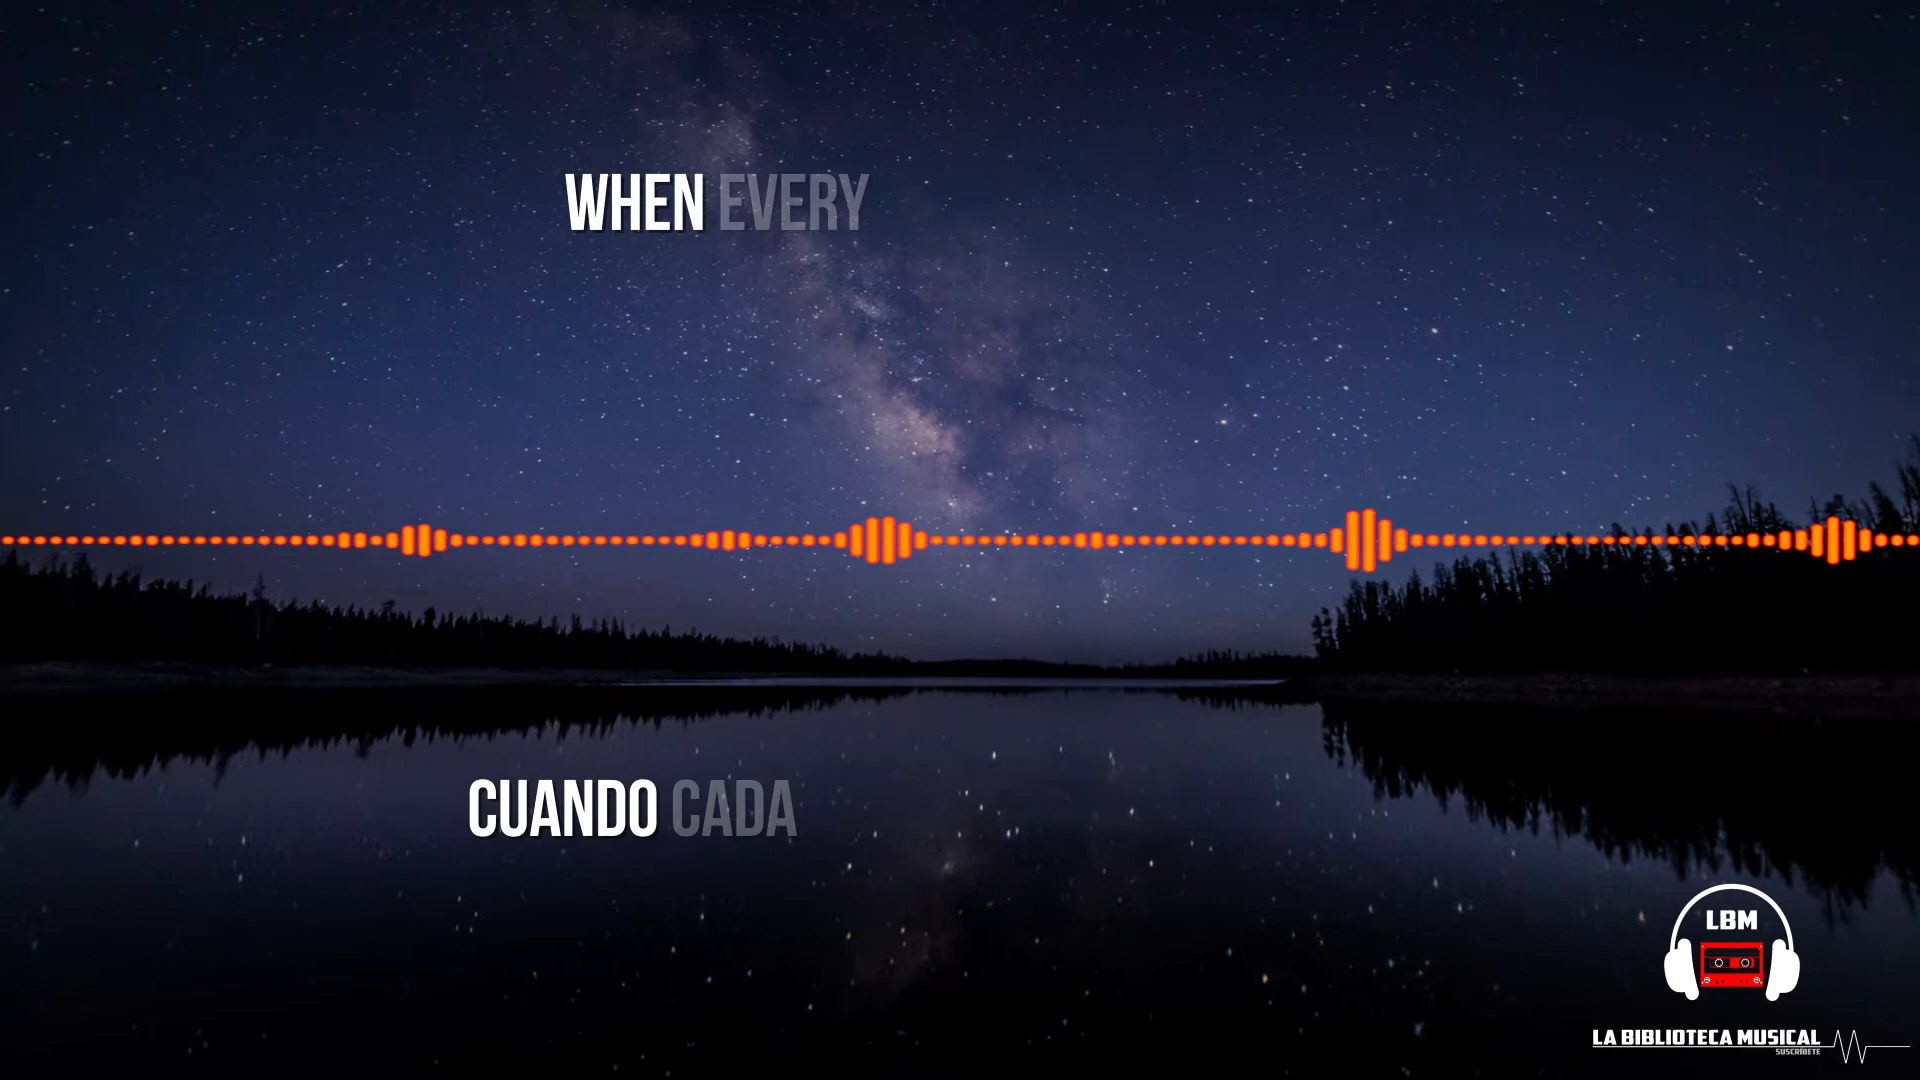 WHEN EVERY
CUANDO CADA
LBM
LA BIBLIOTECA MUSICAL
SUSCRÍBETE